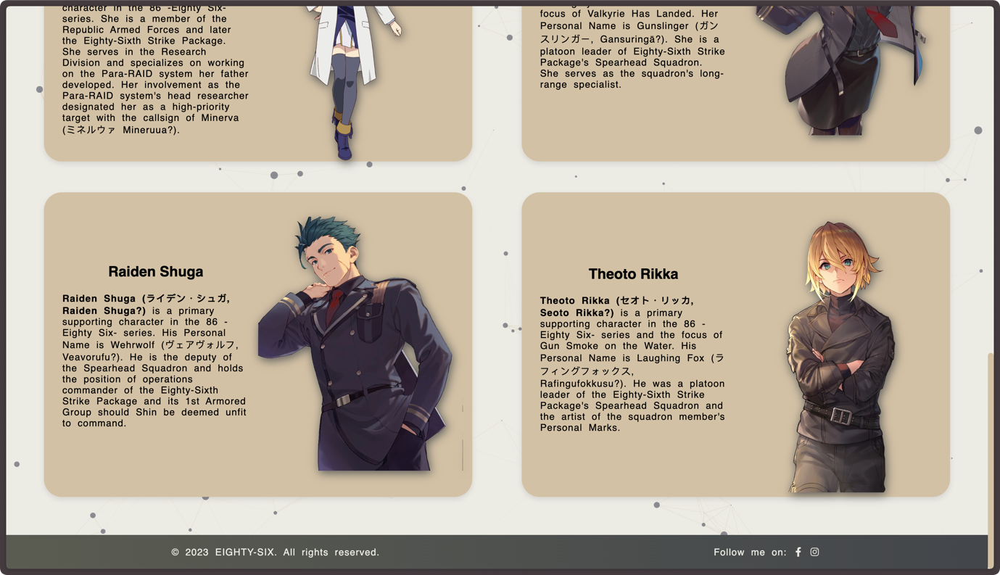 character in the 86 -Eighty Six-
series. She is a member of the
Republic Armed Forces and later
the Eighty-Sixth Strike Package.
She serves in the Research
Division and specializes on working
on the Para-RAID system her father
developed. Her involvement as the
Para-RAID system's head researcher
designated her as a high-priority
target with the callsign of Minerva
(ミネルウァ Mineruua?).
focus of Valkyrie Has Landed. Her
Personal Name is Gunslinger (ガン
スリンガー, Gansuringā?). She is a
platoon leader of Eighty-Sixth Strike
Package's Spearhead Squadron.
She serves as the squadron's long-
range specialist.
Raiden Shuga
Raiden Shuga (ライデン・シュガ,
Raiden Shuga?) is a primary
supporting character in the 86 -
Eighty Six- series. His Personal
Name is Wehrwolf (ヴェアヴォルフ,
Veavorufu?). He is the deputy of
the Spearhead Squadron and holds
the position of operations
commander of the Eighty-Sixth
Strike Package and its 1st Armored
Group should Shin be deemed unfit
to command.
Theoto Rikka
Theoto Rikka (セオト・リッカ,
Seoto Rikka?) is a primary
supporting character in the 86 -
Eighty Six- series and the focus of
Gun Smoke on the Water. His
Personal Name is Laughing Fox (ラ
フィングフォックス,
Rafingufokkusu?). He was a platoon
leader of the Eighty-Sixth Strike
Package's Spearhead Squadron and
the artist of the squadron member's
Personal Marks.
© 2023 EIGHTY-SIX. All rights reserved.
Follow me on: